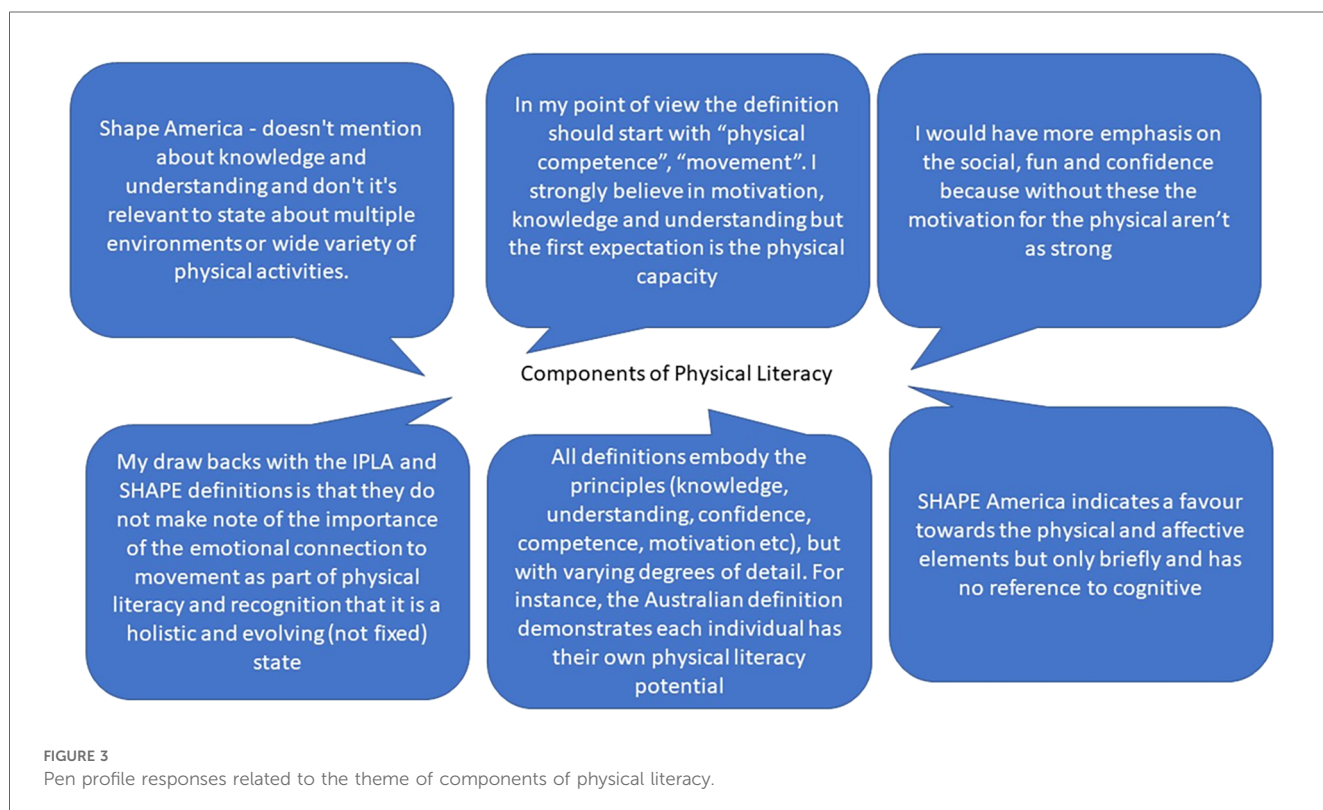 Shape America - doesn't mention
about knowledge and
understanding and don't it's
relevant to state about multiple
environments or wide variety of
physical activities.
In my point of view the definition
should start with “physical
competence”, “movement”. I
strongly believe in motivation,
knowledge and understanding but
the first expectation is the physical
capacity
I would have more emphasis on
the social, fun and confidence
because without these the
motivation for the physical aren’t
as strong
Components of Physical Literacy
My draw backs with the IPLA and
SHAPE definitions is that they do
not make note of the importance
of the emotional connection to
movement as part of physical
literacy and recognition that it is a
holistic and evolving (not fixed)
state
All definitions embody the
principles (knowledge,
understanding, confidence,
competence, motivation etc), but
with varying degrees of detail. For
instance, the Australian definition
demonstrates each individual has
their own physical literacy
potential
SHAPE America indicates a favour
towards the physical and affective
elements but only briefly and has
no reference to cognitive
FIGURE 3
Pen profile responses related to the theme of components of physical literacy.